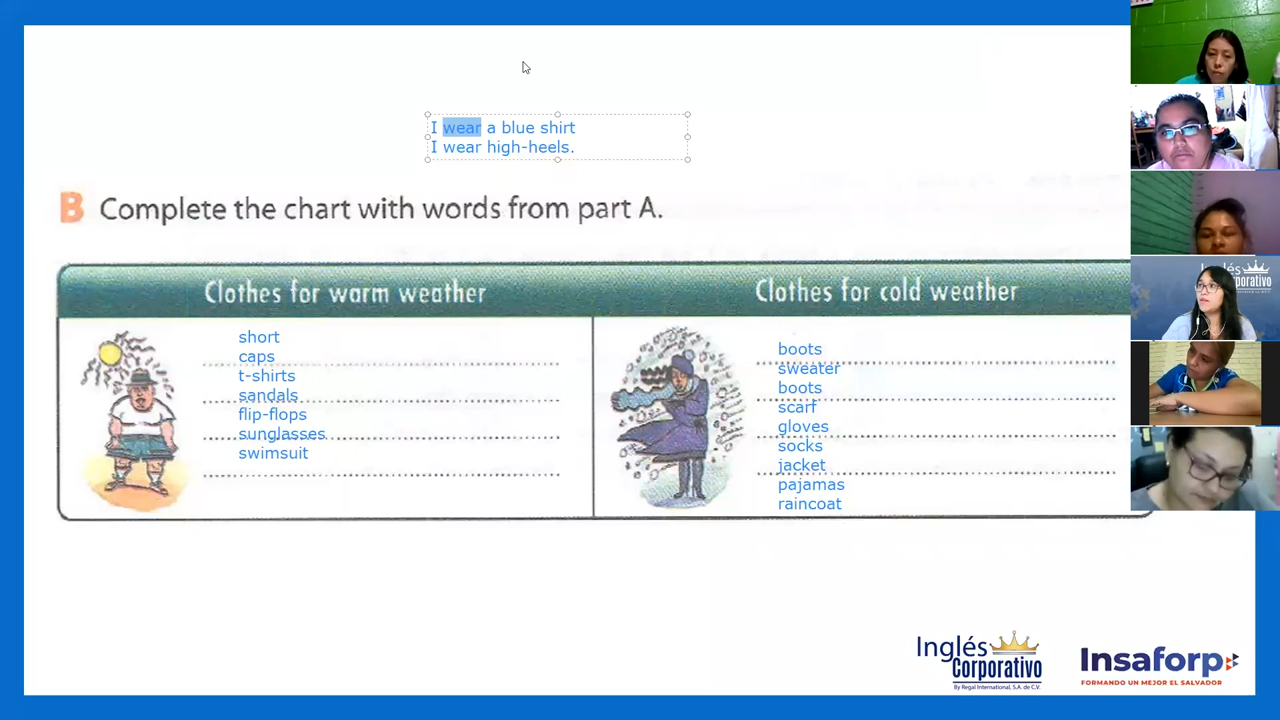 I wear a blue shirt
I wear high-heels.
B Complete the chart with words from part A.
Clothes for warm weather
Clothes for cold weather
short
caps
t-shirts
sandals
flip-flops
sunglasses
swimsuit
boots
sweater
boots
scarf
gloves
socks
jacket
pajamas
raincoat
Inglés
Corporativo
Inglés
Corporativo
By Regal International, S.A. de C.V.
Insaforp
FORMANDO UN MEJOR EL SALVADOR